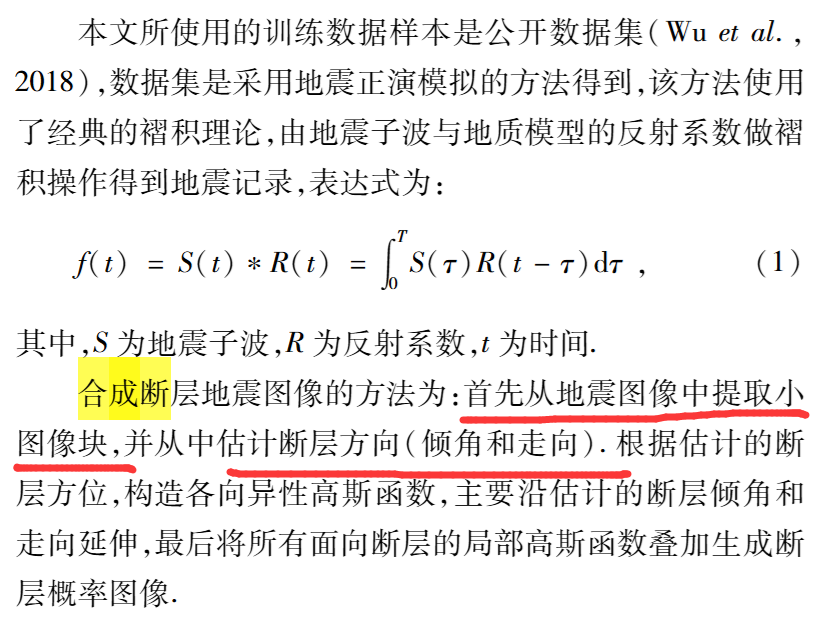 本文所使用的训练数据样本是公开数据集(Wu et al.,
2018),数据集是采用地震正演模拟的方法得到,该方法使用
了经典的褶积理论,由地震子波与地质模型的反射系数做褶
积操作得到地震记录,表达式为:
f(t) = S(t) * R(t) = ∫₀ᵀ S(τ)R(t − τ)dτ , (1)
其中,S 为地震子波,R 为反射系数,t 为时间.
合成断层地震图像的方法为:首先从地震图像中提取小
图像块,并从中估计断层方向(倾角和走向). 根据估计的断
层方位,构造各向异性高斯函数,主要沿估计的断层倾角和
走向延伸,最后将所有面向断层的局部高斯函数叠加生成断
层概率图像.